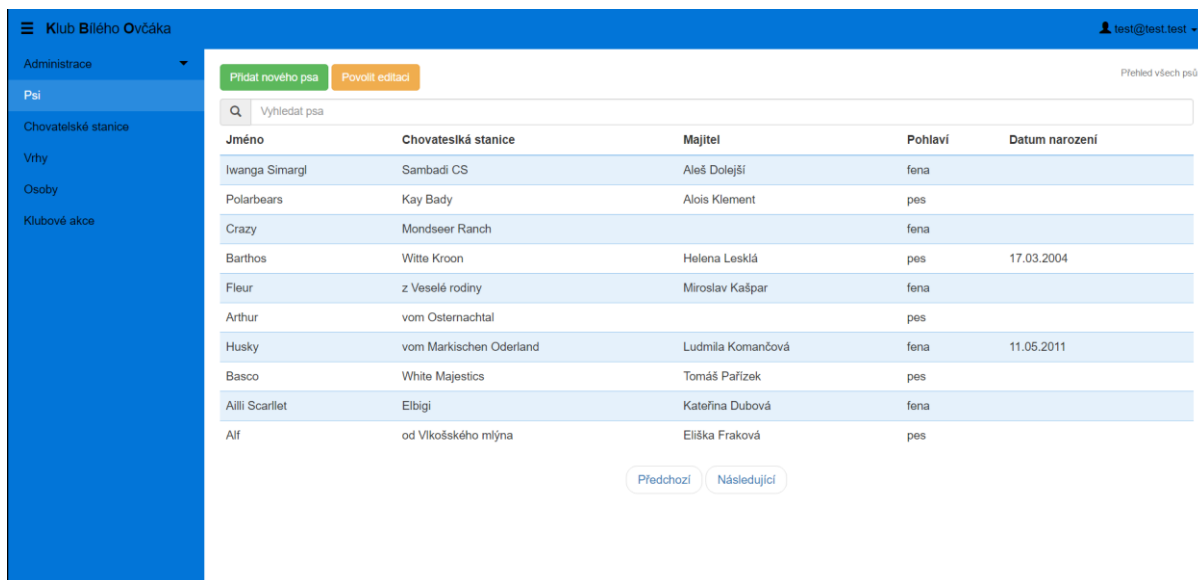 ☰ Klub Bílého Ovčáka test@test.test
Administrace
Psi
Chovatelské stanice
Vrhy
Osoby
Klubové akce
Přidat nového psa Povolit editaci Přehled všech psů
Vyhledat psa
Jméno Chovateslká stanice Majitel Pohlaví Datum narození
Iwanga Simargl Sambadi CS Aleš Dolejší fena
Polarbears Kay Bady Alois Klement pes
Crazy Mondseer Ranch fena
Barthos Witte Kroon Helena Lesklá pes 17.03.2004
Fleur z Veselé rodiny Miroslav Kašpar fena
Arthur vom Osternachtal pes
Husky vom Markischen Oderland Ludmila Komančová fena 11.05.2011
Basco White Majestics Tomáš Pařízek pes
Ailli Scarllet Elbigi Kateřina Dubová fena
Alf od Vlkošského mlýna Eliška Fraková pes
Předchozí Následující